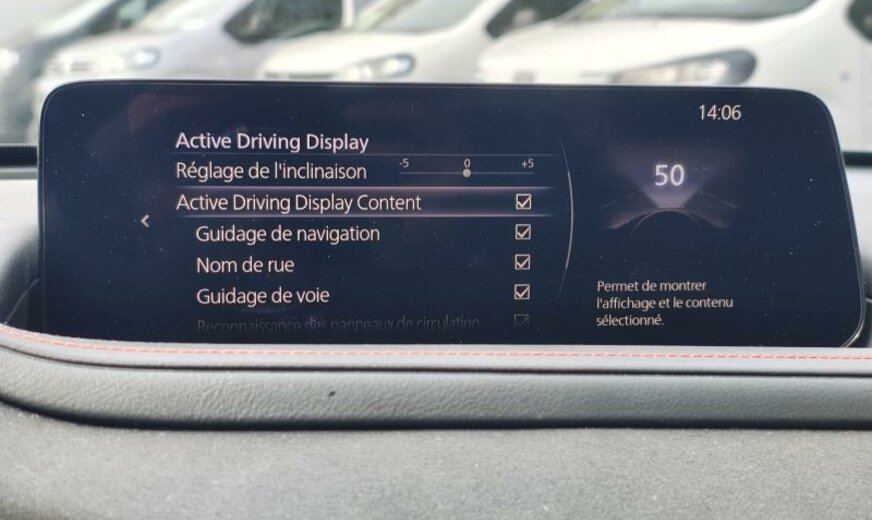 14:06
Active Driving Display
Réglage de l'inclinaison -5 0 +5
Active Driving Display Content
Guidage de navigation
Nom de rue
Guidage de voie
Reconnaissance des panneaux de circulation
50
Permet de montrer
l'affichage et le contenu
sélectionné.